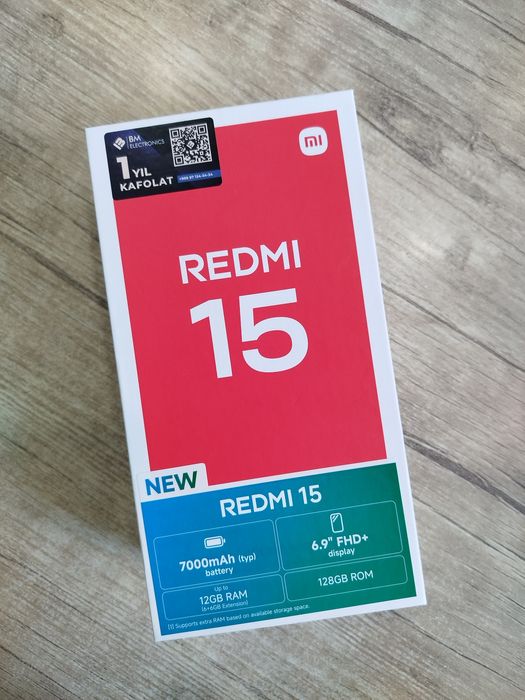 BM
ELECTRONICS
1 YIL
KAFOLAT
mi
REDMI
15
NEW
REDMI 15
7000mAh (typ)
battery
6.9" FHD+
display
Up to
12GB RAM
(6+6GB Extension)
128GB ROM
[1] Supports extra RAM based on available storage space.